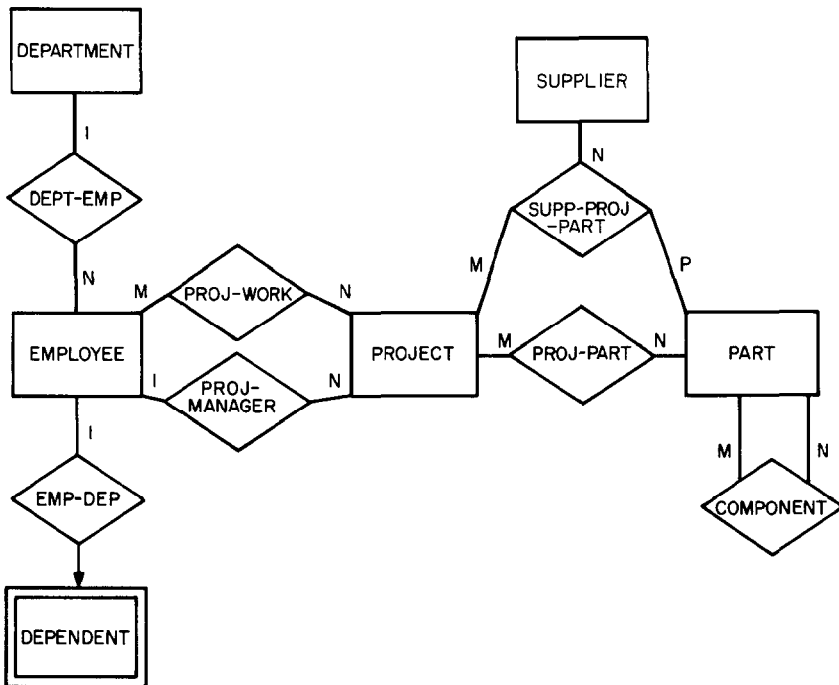 DEPARTMENT
SUPPLIER
1
N
DEPT-EMP
SUPP-PROJ
-PART
N
M
P
M
PROJ-WORK
N
EMPLOYEE
PROJECT
M
PROJ-PART
N
PART
1
PROJ-
MANAGER
N
1
M
N
EMP-DEP
COMPONENT
DEPENDENT